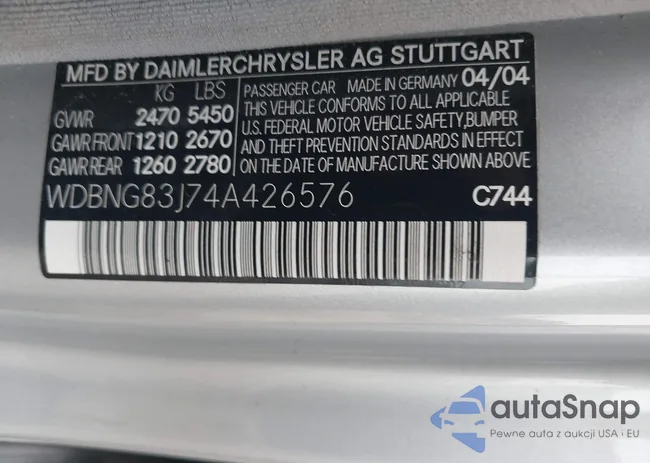 MFD BY DAIMLERCHRYSLER AG STUTTGART
KG LBS
GVWR 2470 5450
GAWR FRONT 1210 2670
GAWR REAR 1260 2780
PASSENGER CAR MADE IN GERMANY 04/04
THIS VEHICLE CONFORMS TO ALL APPLICABLE
U.S. FEDERAL MOTOR VEHICLE SAFETY,BUMPER
AND THEFT PREVENTION STANDARDS IN EFFECT
ON THE DATE OF MANUFACTURE SHOWN ABOVE
WDBNG83J74A426576 C744
autaSnap
Pewne auta z aukcji USA i EU